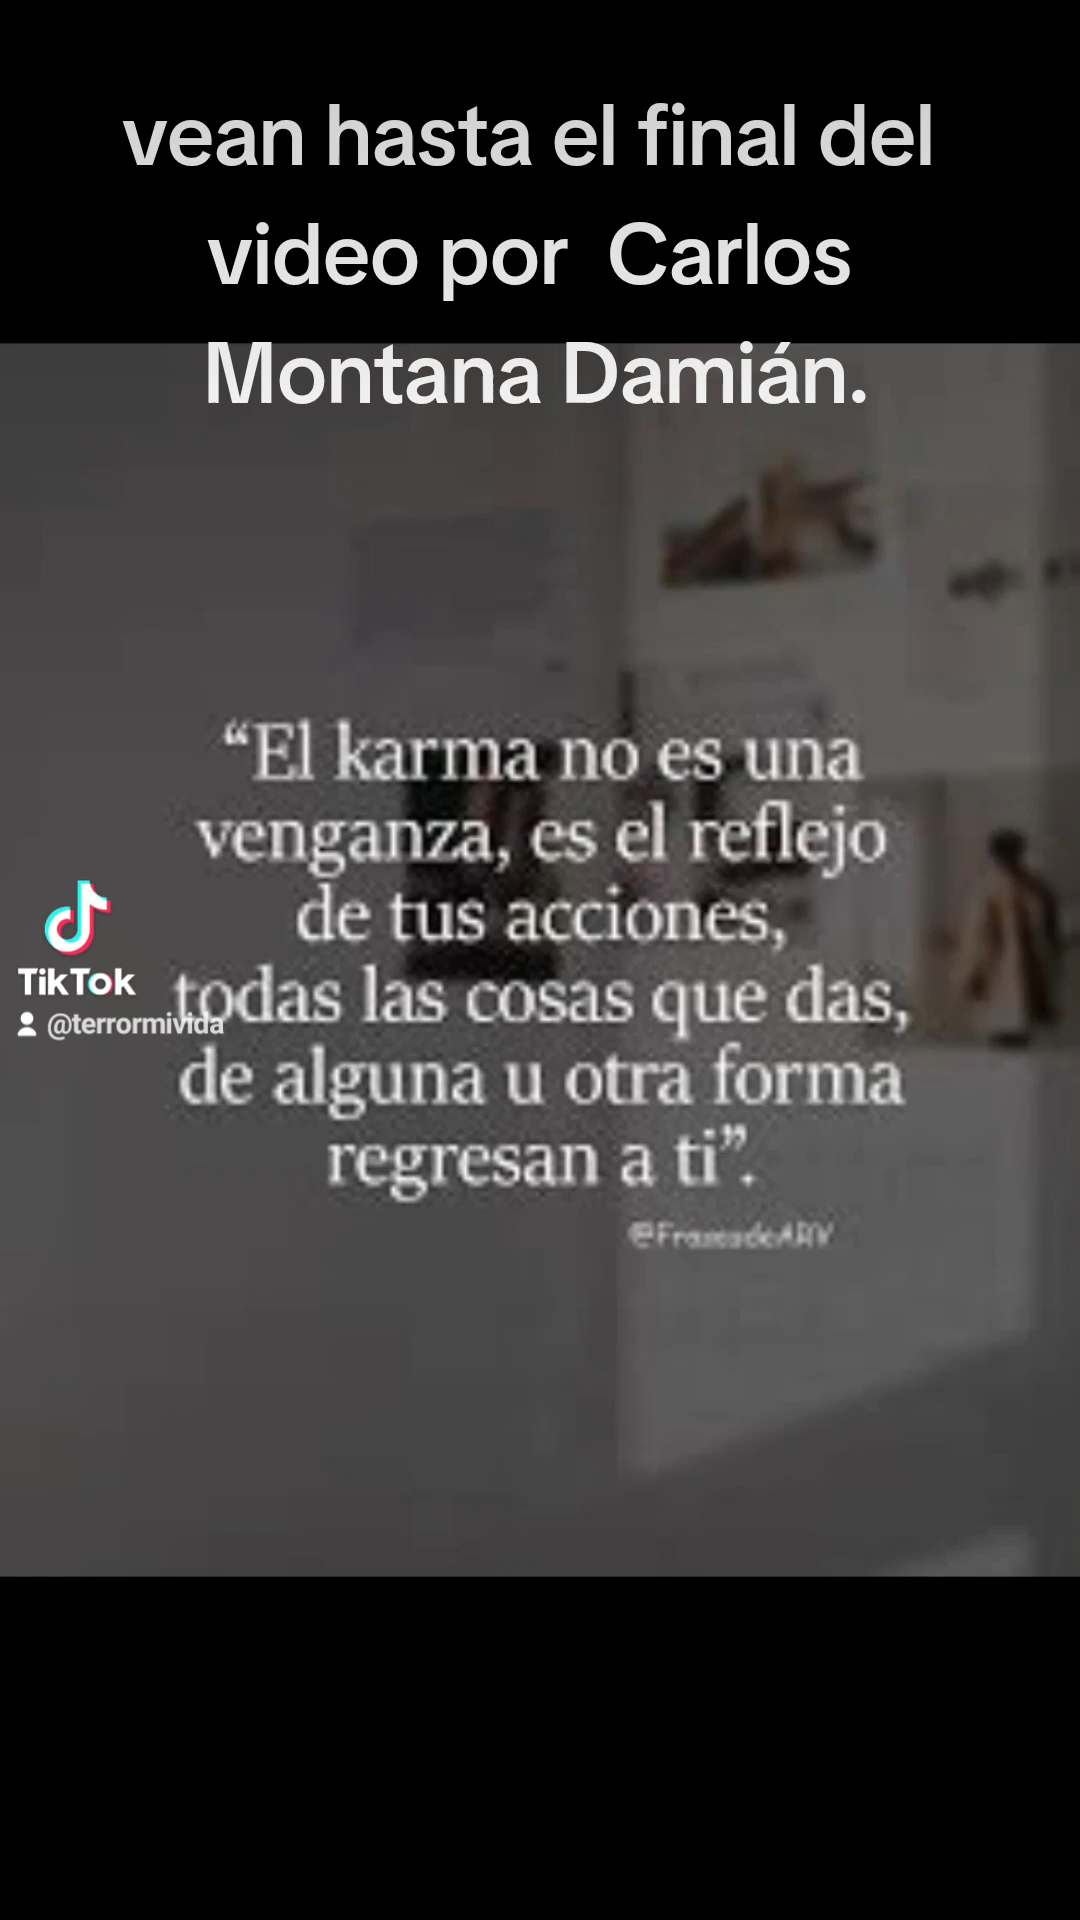 vean hasta el final del
video por  Carlos
Montana Damián.
“El karma no es una
venganza, es el reflejo
de tus acciones,
todas las cosas que das,
de alguna u otra forma
regresan a ti”.
@FrasesdeARV
TikTok
@terrormivida